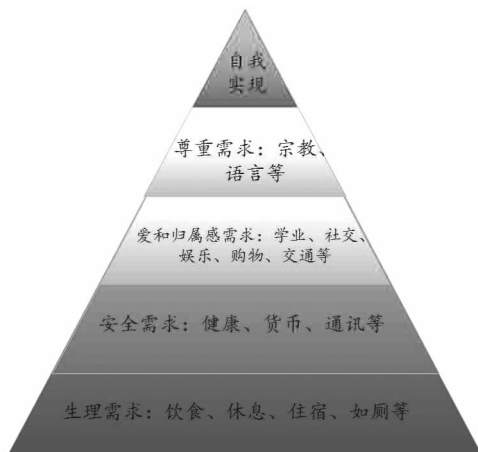 自我
实现
尊重需求：宗教、
语言等
爱和归属感需求：学业、社交、
娱乐、购物、交通等
安全需求：健康、货币、通讯等
生理需求：饮食、休息、住宿、如厕等